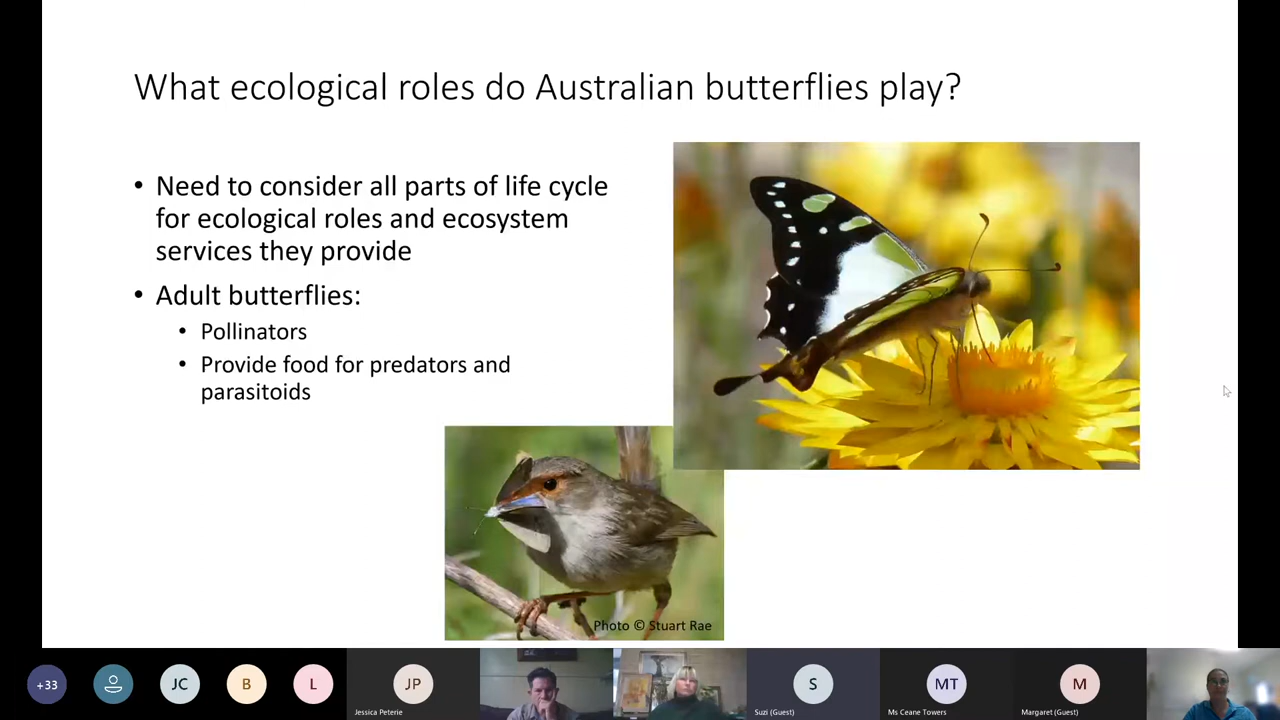 What ecological roles do Australian butterflies play?
• Need to consider all parts of life cycle
for ecological roles and ecosystem
services they provide
• Adult butterflies:
• Pollinators
• Provide food for predators and
parasitoids
Photo © Stuart Rae
+33
JC
B
L
JP
S
MT
M
Jessica Peterie
Suzi (Guest)
Ms Ceane Towers
Margaret (Guest)